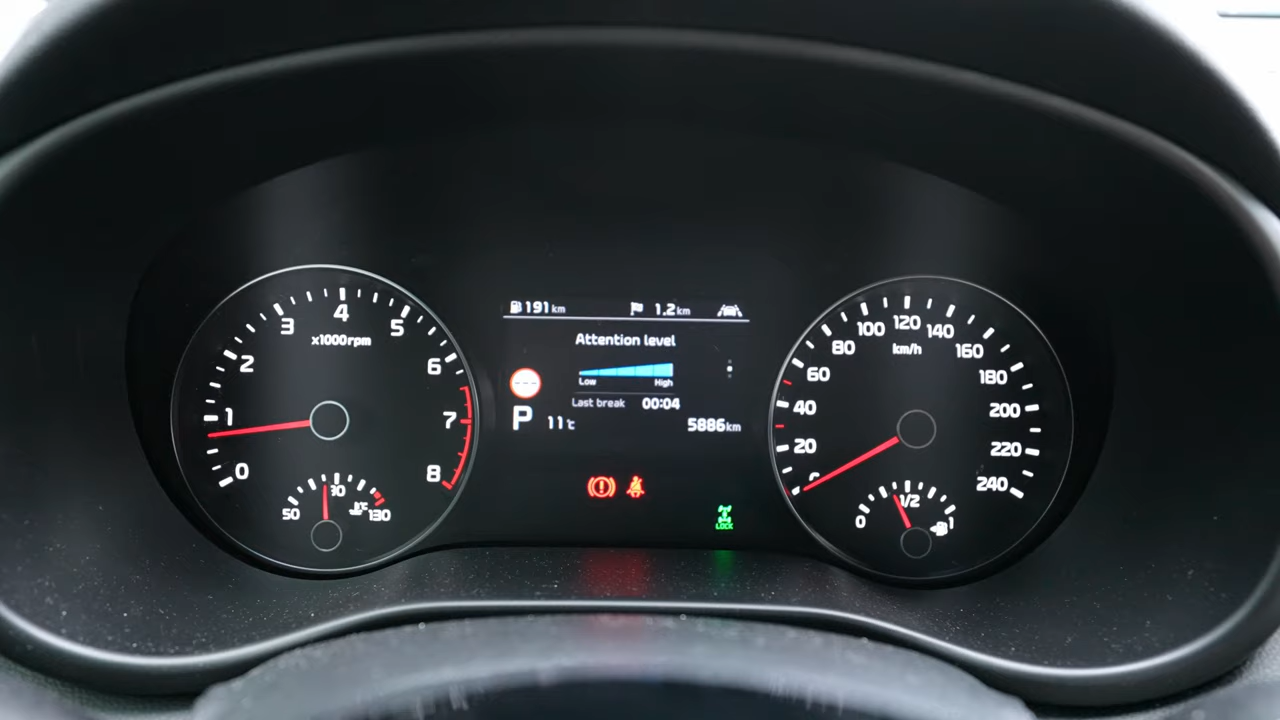 191 km 1.2 km
Attention level
Low High
Last break 00:04
P 11℃ 5886 km
LOCK
0 1 2 3 4 5 6 7 8
x1000rpm
50 130
20 40 60 80 100 120 140 160 180 200 220 240
km/h
0 1/2 1